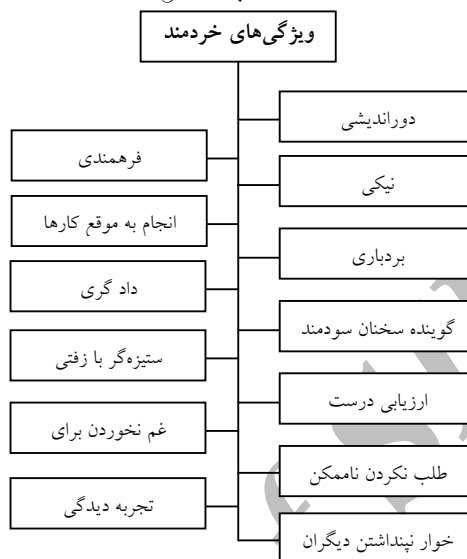 ویژگی‌های خردمند
دوراندیشی
فرهمندی
نیکی
انجام به موقع کارها
بردباری
داد گری
گوینده سخنان سودمند
ستیزه‌گر با زفتی
ارزیابی درست
غم نخوردن برای
طلب نکردن ناممکن
تجربه دیدگی
خوار نپنداشتن دیگران